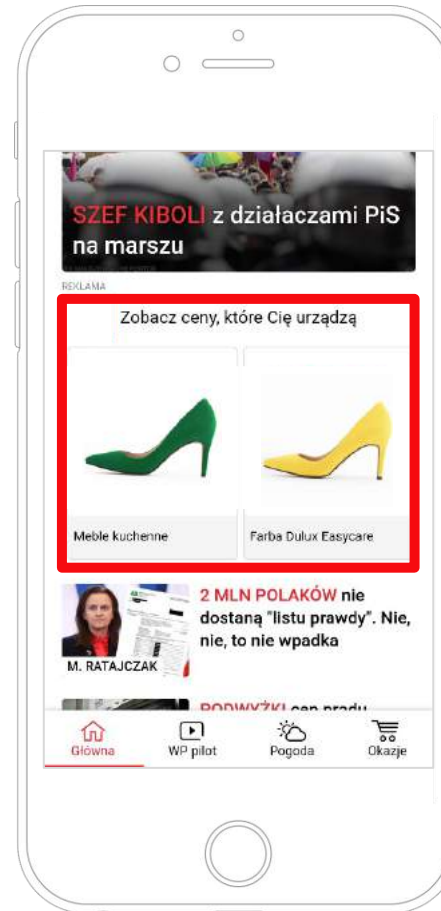 SZEF KIBOLI z działaczami PiS
na marszu
REKLAMA
Zobacz ceny, które Cię urządzą
Meble kuchenne
Farba Dulux Easycare
2 MLN POLAKÓW nie
dostaną "listu prawdy". Nie,
nie, to nie wpadka
M. RATAJCZAK
PODWYŻKI cen prądu
Główna
WP pilot
Pogoda
Okazje